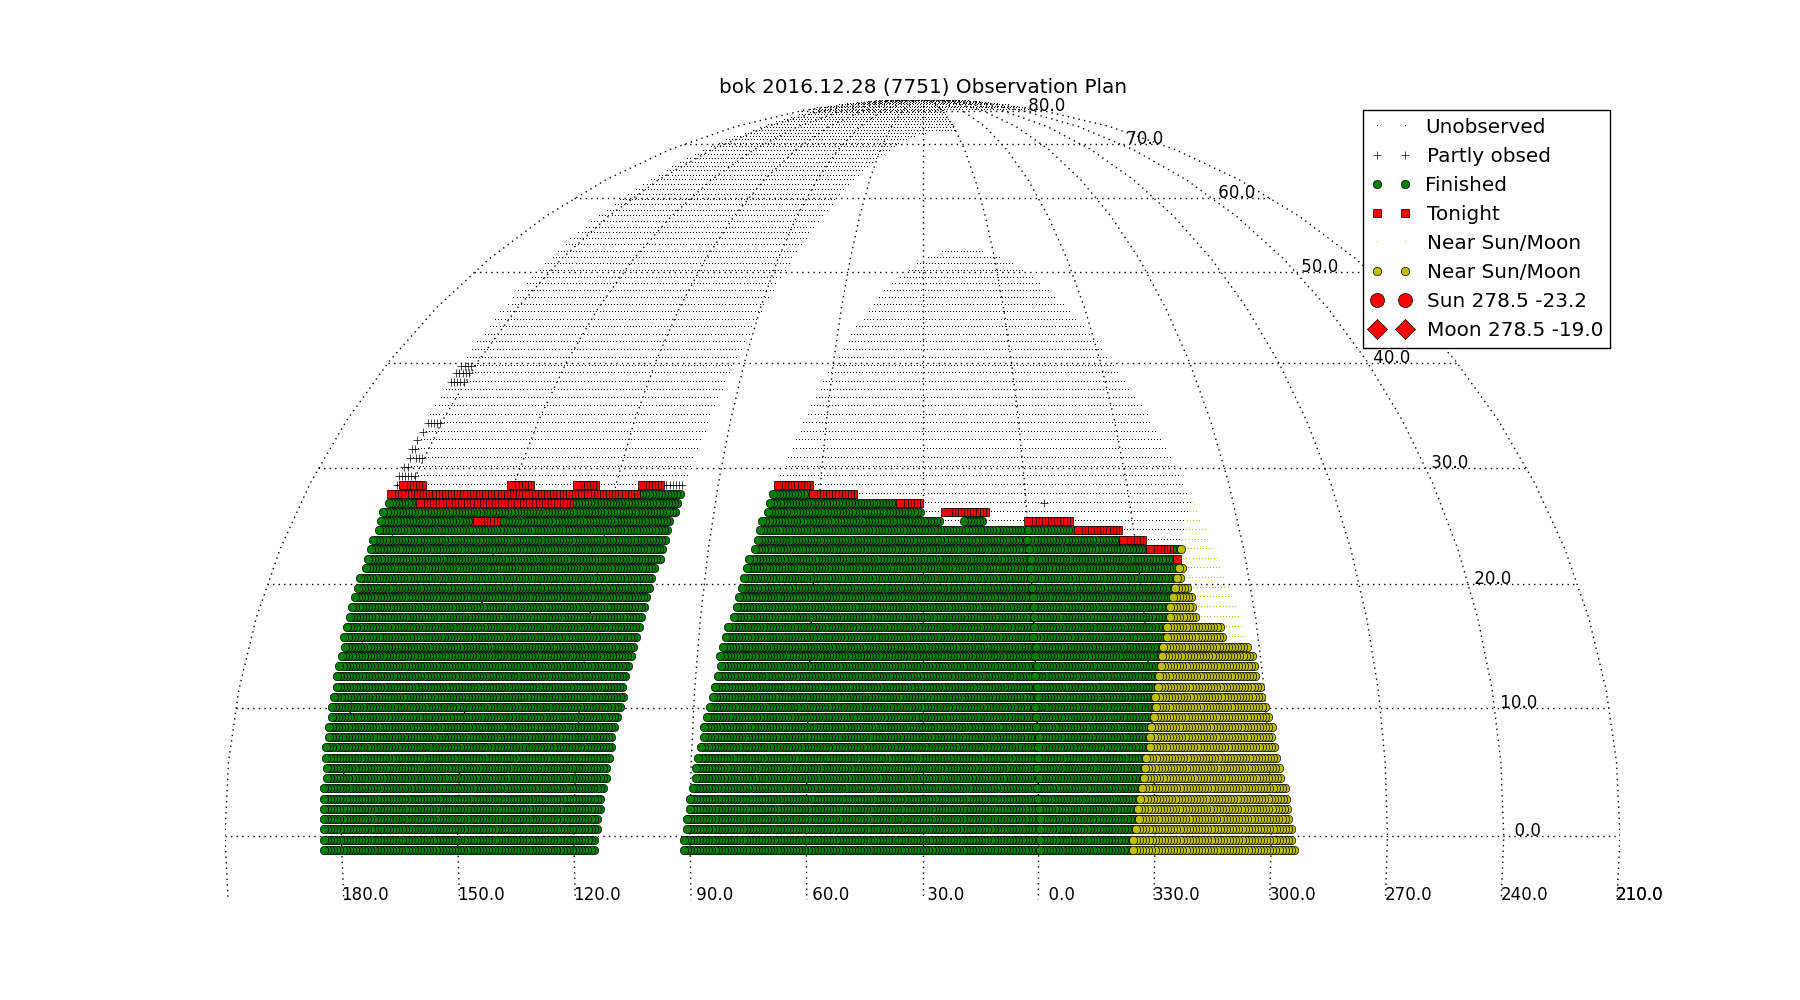 bok 2016.12.28 (7751) Observation Plan
80.0
70.0
60.0
50.0
40.0
30.0
20.0
10.0
0.0
Unobserved
Partly obsed
Finished
Tonight
Near Sun/Moon
Near Sun/Moon
Sun 278.5 -23.2
Moon 278.5 -19.0
180.0 150.0 120.0 90.0 60.0 30.0 0.0 330.0 300.0 270.0 240.0 210.0